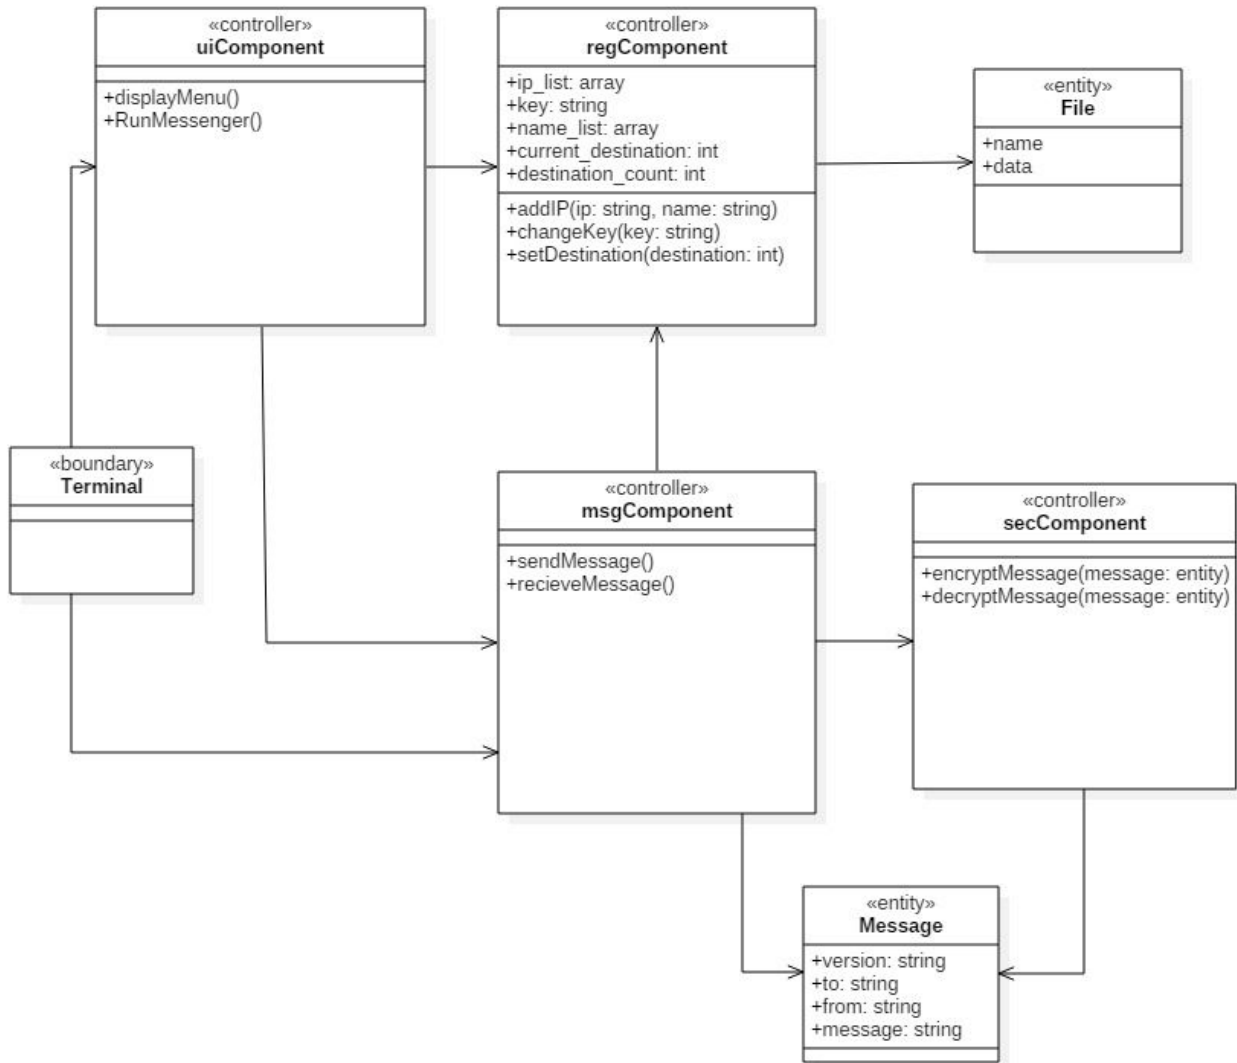 «controller»
uiComponent
+displayMenu()
+RunMessenger()
«controller»
regComponent
+ip_list: array
+key: string
+name_list: array
+current_destination: int
+destination_count: int
+addIP(ip: string, name: string)
+changeKey(key: string)
+setDestination(destination: int)
«entity»
File
+name
+data
«boundary»
Terminal
«controller»
msgComponent
+sendMessage()
+recieveMessage()
«controller»
secComponent
+encryptMessage(message: entity)
+decryptMessage(message: entity)
«entity»
Message
+version: string
+to: string
+from: string
+message: string